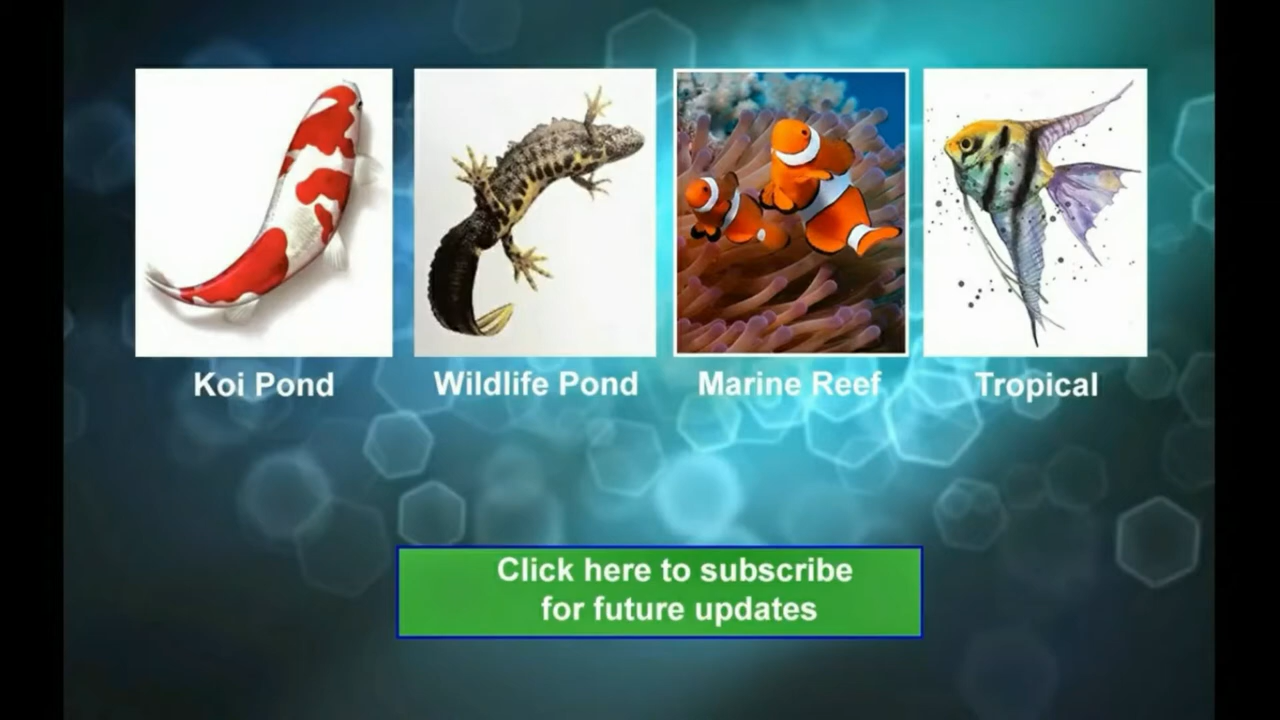 Koi Pond
Wildlife Pond
Marine Reef
Tropical
Click here to subscribe
for future updates